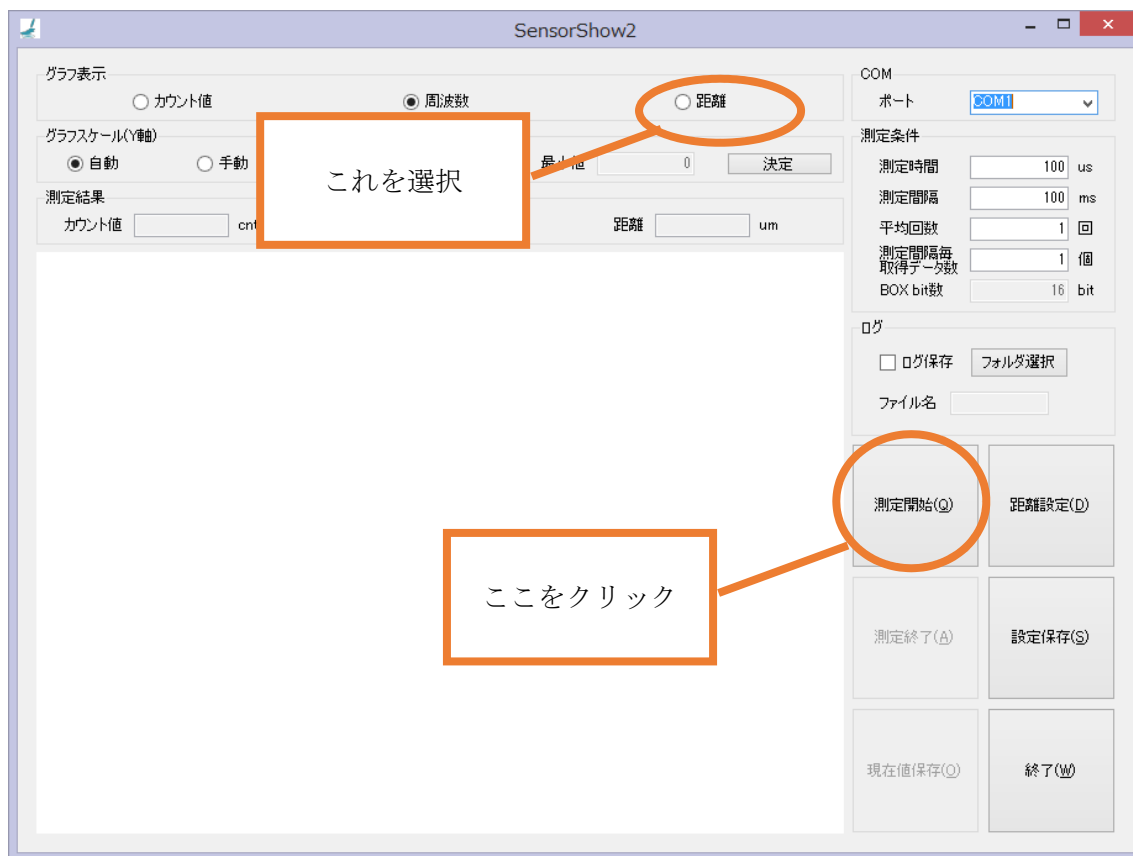 SensorShow2
グラフ表示
カウント値
周波数
距離
グラフスケール(Y軸)
自動
手動
最小値
0
決定
測定結果
カウント値
cnt
距離
um
これを選択
COM
ポート
COM1
測定条件
測定時間 100 us
測定間隔 100 ms
平均回数 1 回
測定間隔毎
取得データ数 1 個
BOX bit数 16 bit
ログ
ログ保存
フォルダ選択
ファイル名
測定開始(Q)
距離設定(D)
ここをクリック
測定終了(A)
設定保存(S)
現在値保存(O)
終了(W)